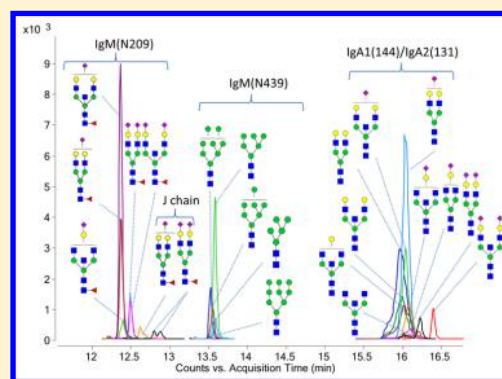 x10 3
IgM(N209)
IgM(N439)
IgA1(144)/IgA2(131)
J chain
9
8
7
6
5
4
3
2
1
0
12 12.5 13 13.5 14 14.5 15 15.5 16 16.5
Counts vs. Acquisition Time (min)